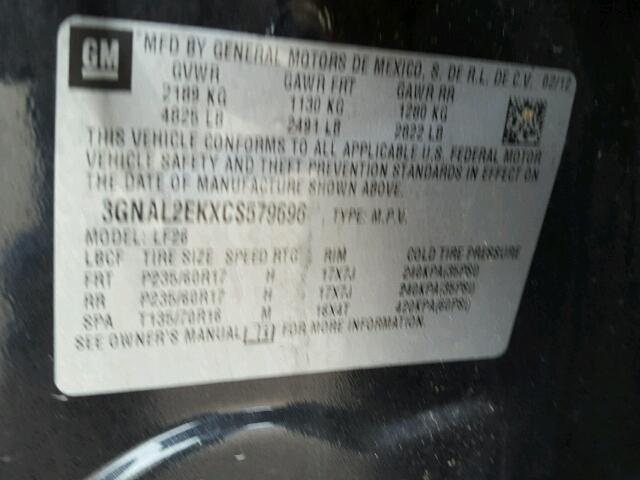 GM
MFD BY GENERAL MOTORS DE MEXICO, S. DE R.L. DE C.V. 02/12
GVWR GAWR FRT GAWR RR
2189 KG 1130 KG 1280 KG
4825 LB 2491 LB 2822 LB
THIS VEHICLE CONFORMS TO ALL APPLICABLE U.S. FEDERAL MOTOR
VEHICLE SAFETY AND THEFT PREVENTION STANDARDS IN EFFECT ON
THE DATE OF MANUFACTURE SHOWN ABOVE.
3GNAL2EKXCS579696 TYPE: M.P.V.
MODEL: LF26
LBCF TIRE SIZE SPEED RTG RIM COLD TIRE PRESSURE
FRT P235/60R17 H 17X7J 240KPA(35PSI)
RR P235/60R17 H 17X7J 240KPA(35PSI)
SPA T135/70R16 M 16X4T 420KPA(60PSI)
SEE OWNER'S MANUAL FOR MORE INFORMATION.